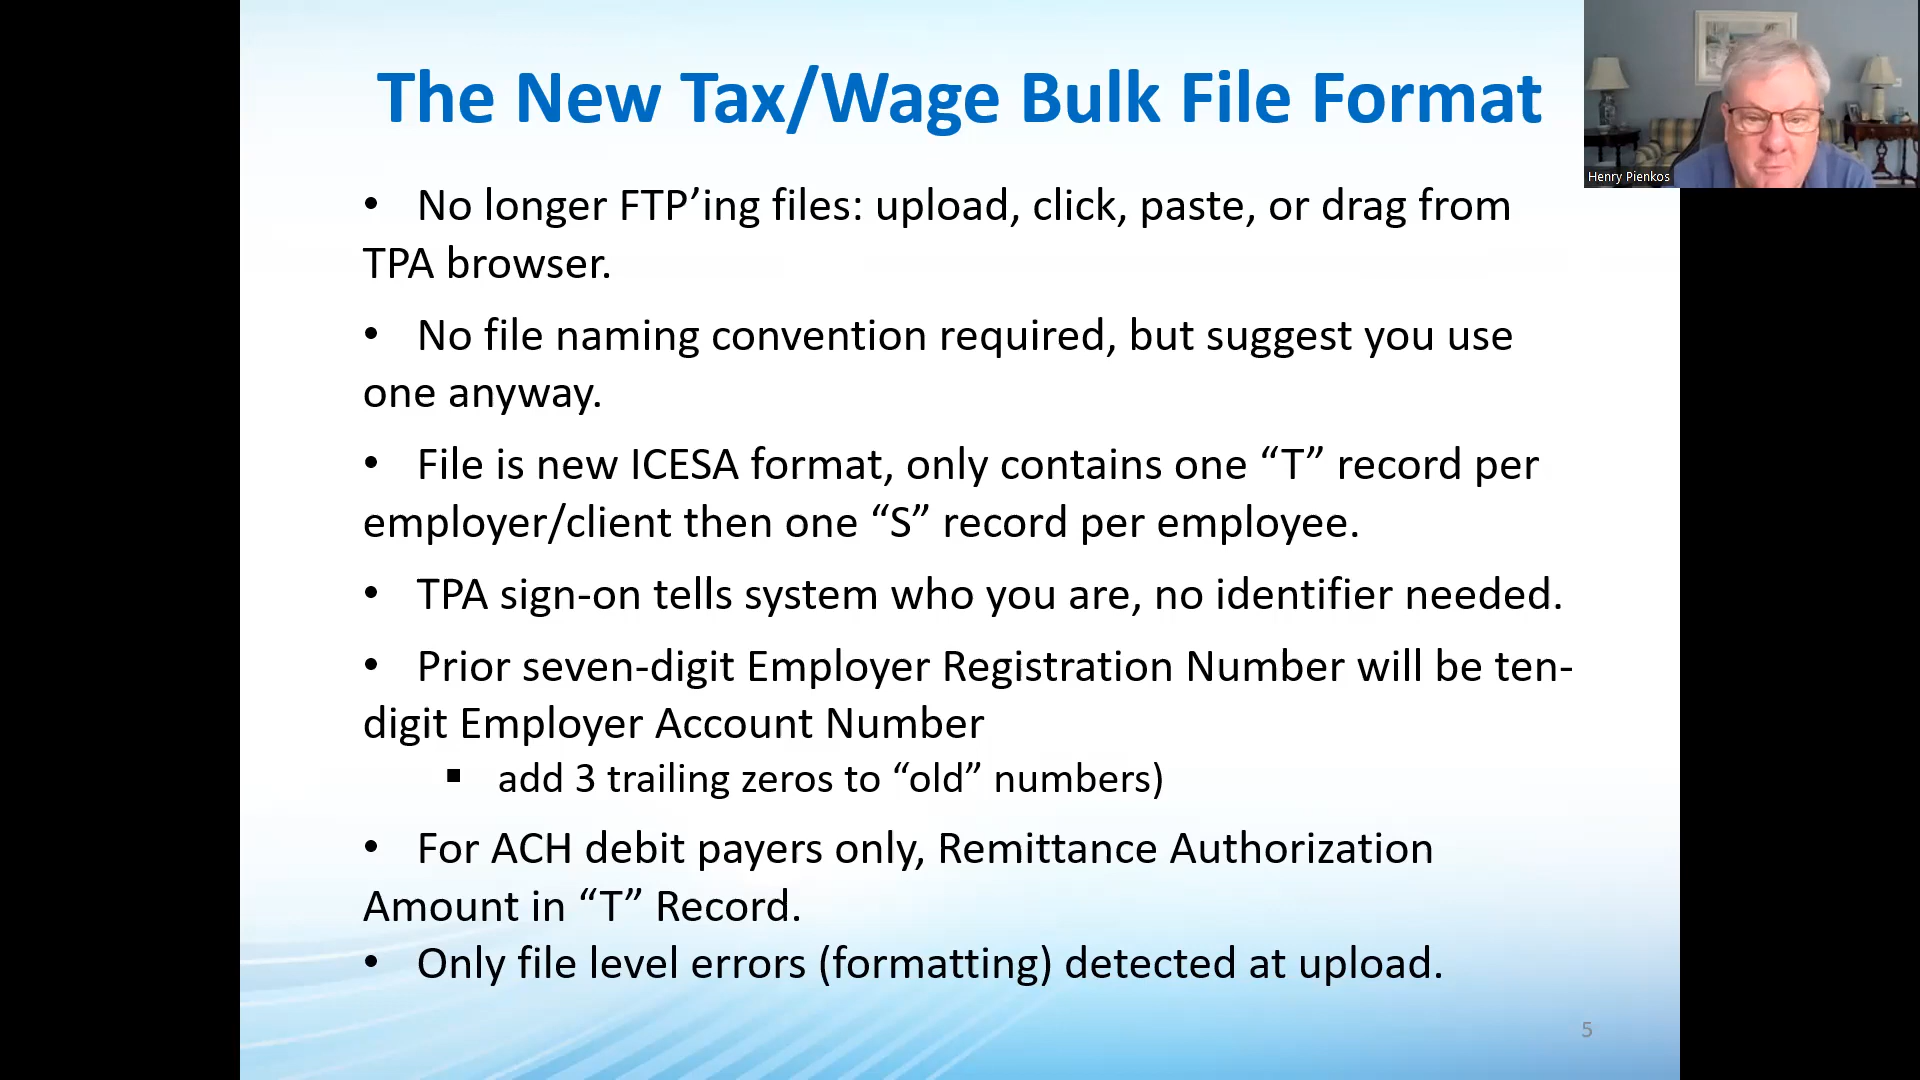 The New Tax/Wage Bulk File Format
Henry Pienkos
• No longer FTP’ing files: upload, click, paste, or drag from
TPA browser.
• No file naming convention required, but suggest you use
one anyway.
• File is new ICESA format, only contains one “T” record per
employer/client then one “S” record per employee.
• TPA sign-on tells system who you are, no identifier needed.
• Prior seven-digit Employer Registration Number will be ten-
digit Employer Account Number
▪ add 3 trailing zeros to “old” numbers)
• For ACH debit payers only, Remittance Authorization
Amount in “T” Record.
• Only file level errors (formatting) detected at upload.
5